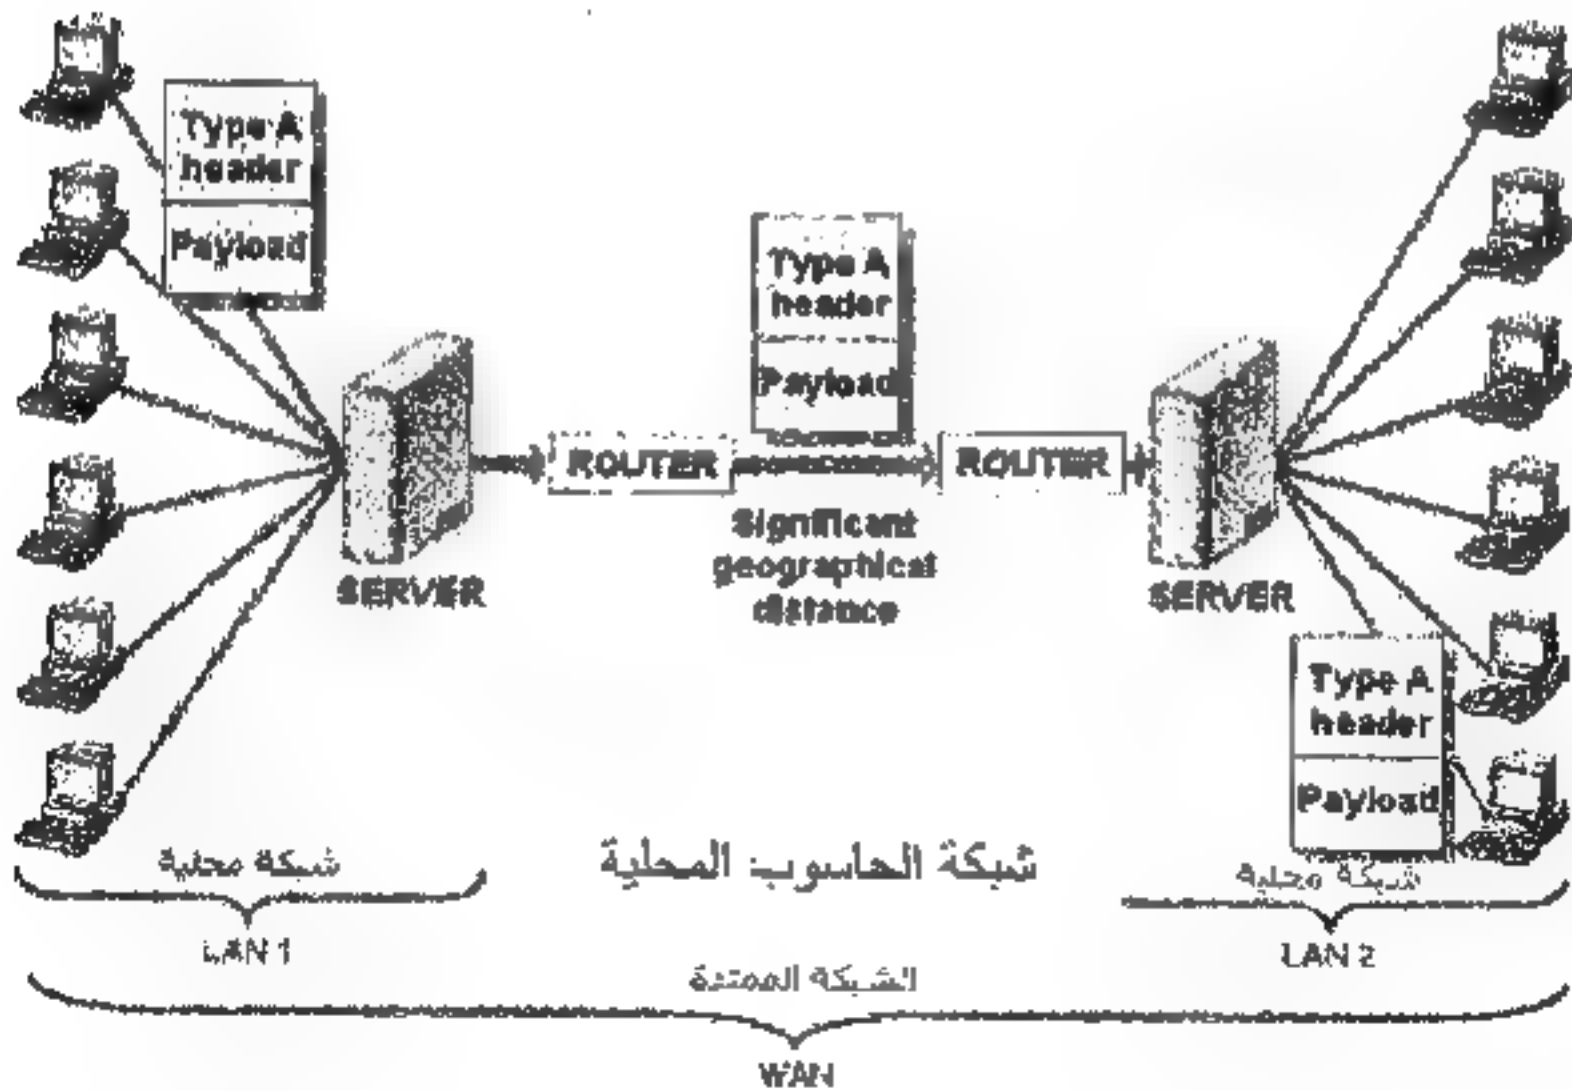 Type A
header
Payload
Type A
header
Payload
ROUTER
ROUTER
Significant
geographical
distance
SERVER
SERVER
Type A
header
Payload
شبكة محلية
شبكة الحاسوب المحلية
شبكة محلية
LAN 1
LAN 2
الشبكة الممتدة
WAN